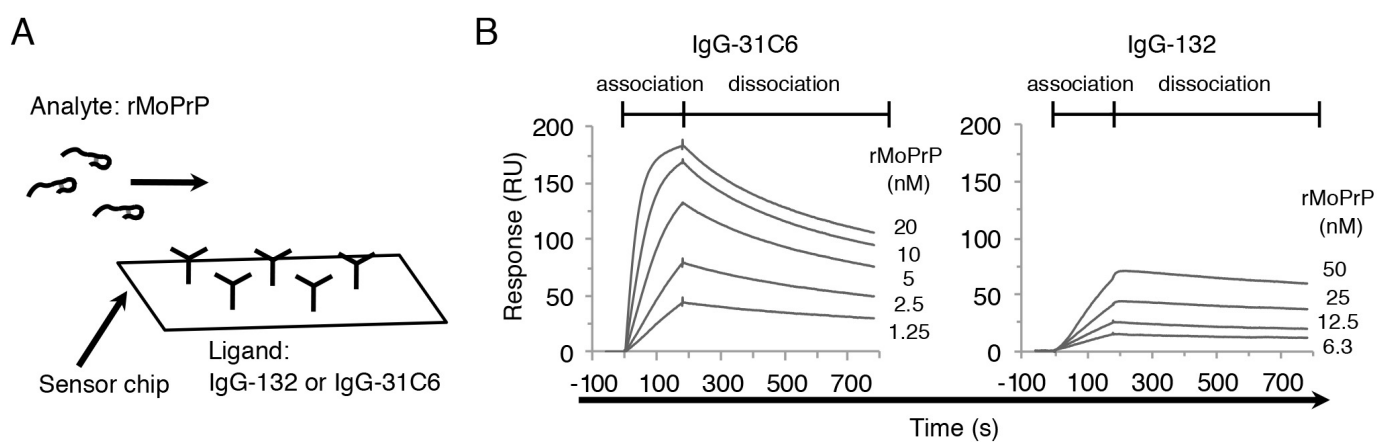 A
Analyte: rMoPrP
Sensor chip
Ligand:
IgG-132 or IgG-31C6
B
IgG-31C6
association dissociation
Response (RU)
200
150
100
50
0
-100 100 300 500 700
rMoPrP
(nM)
20
10
5
2.5
1.25
IgG-132
association dissociation
200
150
100
50
0
-100 100 300 500 700
rMoPrP
(nM)
50
25
12.5
6.3
Time (s)